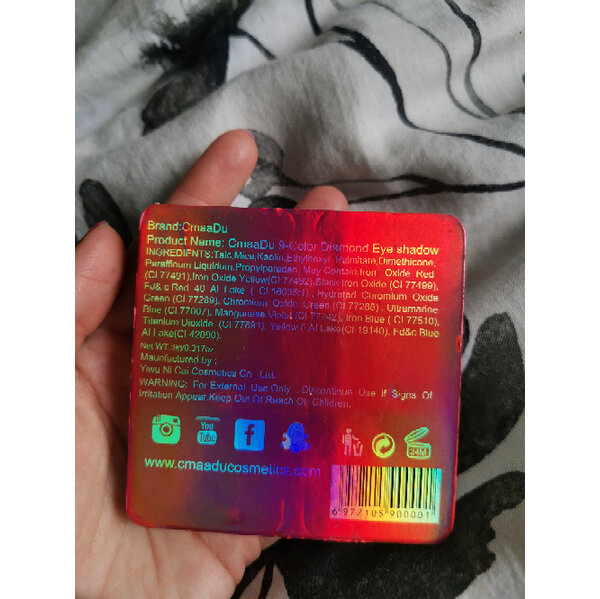 Brand:CmaaDu
Product Name: CmaaDu 9-Color Diamond Eye shadow
INGREDIENTS:Talc,Mica,Kaolin,Ethylhexyl Palmitate,Dimethicone,
Paraffinum Liquidum,Propylparaben, May Contain:Iron Oxide Red
(CI 77491),Iron Oxide Yellow(CI 77492),Black Iron Oxide (CI 77499),
Fd& c Red 40 Al Lake ( CI 16035:1) , Hydrated Chromium Oxide
Green (CI 77289), Chromium Oxide Green (CI 77288), Ultramarine
Blue (CI 77007), Manganese Violet (CI 77742), Iron Blue ( CI 77510),
Titanium Dioxide (CI 77891), Yellow 5 Al Lake(CI 19140), Fd&c Blue
Al Lake(CI 42090).
Net WT.:9g/0.317oz
Maunfactured by :
Yiwu Ni Cai Cosmetics Co., Ltd.
WARNING: For External Use Only , Discontinue Use If Signs Of
Irritation Appear.Keep Out Of Reach Of Children.
You
Tube
24M
www.cmaaducosmetics.com
6 972105 900001